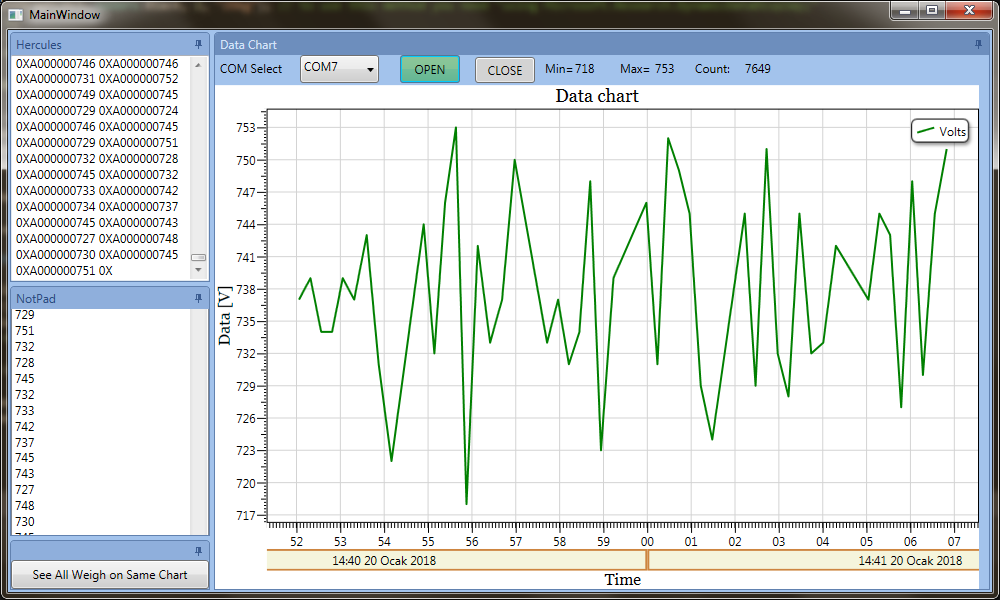 MainWindow
Hercules
0XA000000746 0XA000000746
0XA000000731 0XA000000752
0XA000000749 0XA000000745
0XA000000729 0XA000000724
0XA000000746 0XA000000745
0XA000000729 0XA000000751
0XA000000732 0XA000000728
0XA000000745 0XA000000732
0XA000000733 0XA000000742
0XA000000734 0XA000000737
0XA000000745 0XA000000743
0XA000000727 0XA000000748
0XA000000730 0XA000000745
0XA000000751 0X
NotPad
729
751
732
728
745
732
733
742
737
745
743
727
748
730
See All Weigh on Same Chart
Data Chart
COM Select COM7 OPEN CLOSE Min= 718 Max= 753 Count: 7649
Data chart
Volts
Data [V]
753
750
747
744
741
738
735
732
729
726
723
720
717
52 53 54 55 56 57 58 59 00 01 02 03 04 05 06 07
14:40 20 Ocak 2018 14:41 20 Ocak 2018
Time